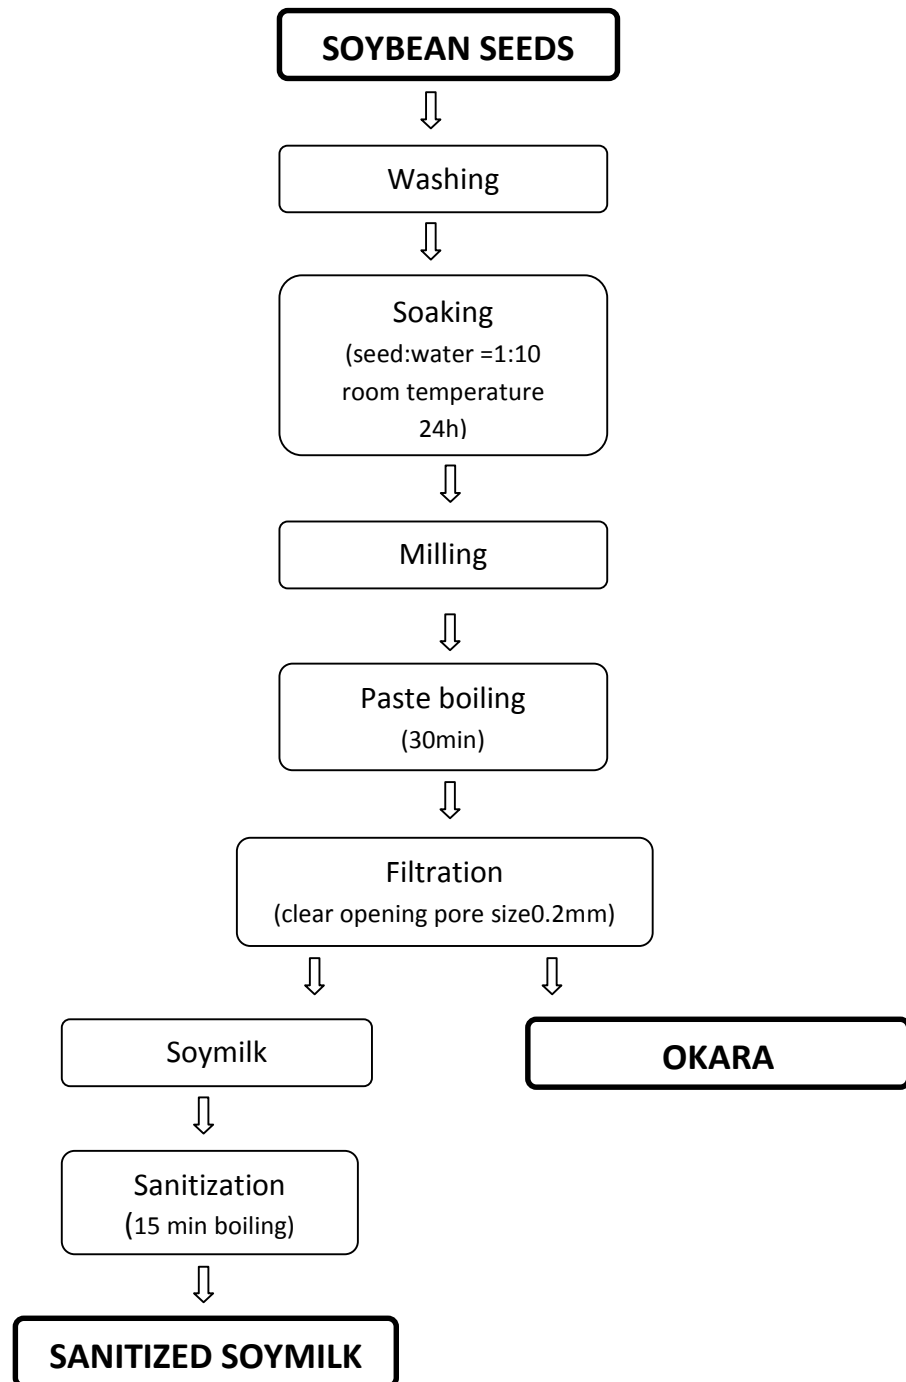 SOYBEAN SEEDS
Washing
Soaking
(seed:water =1:10
room temperature
24h)
Milling
Paste boiling
(30min)
Filtration
(clear opening pore size0.2mm)
Soymilk
OKARA
Sanitization
(15 min boiling)
SANITIZED SOYMILK